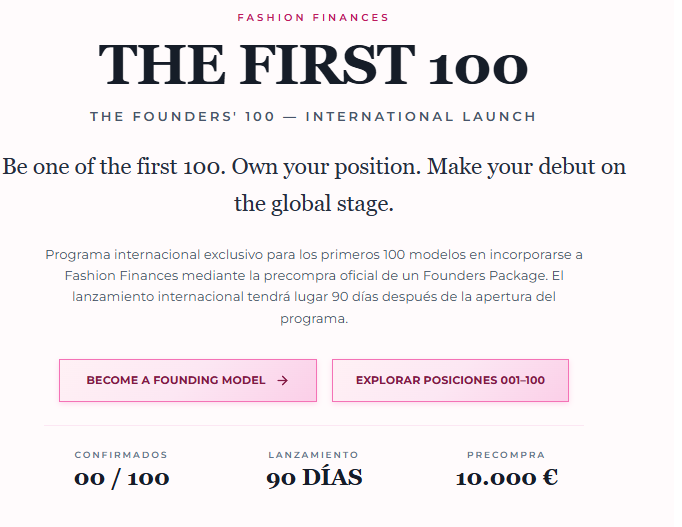 FASHION FINANCES
THE FIRST 100
THE FOUNDERS' 100 — INTERNATIONAL LAUNCH
Be one of the first 100. Own your position. Make your debut on
the global stage.
Programa internacional exclusivo para los primeros 100 modelos en incorporarse a
Fashion Finances mediante la precompra oficial de un Founders Package. El
lanzamiento internacional tendrá lugar 90 días después de la apertura del
programa.
BECOME A FOUNDING MODEL →
EXPLORAR POSICIONES 001–100
CONFIRMADOS
00 / 100
LANZAMIENTO
90 DÍAS
PRECOMPRA
10.000 €